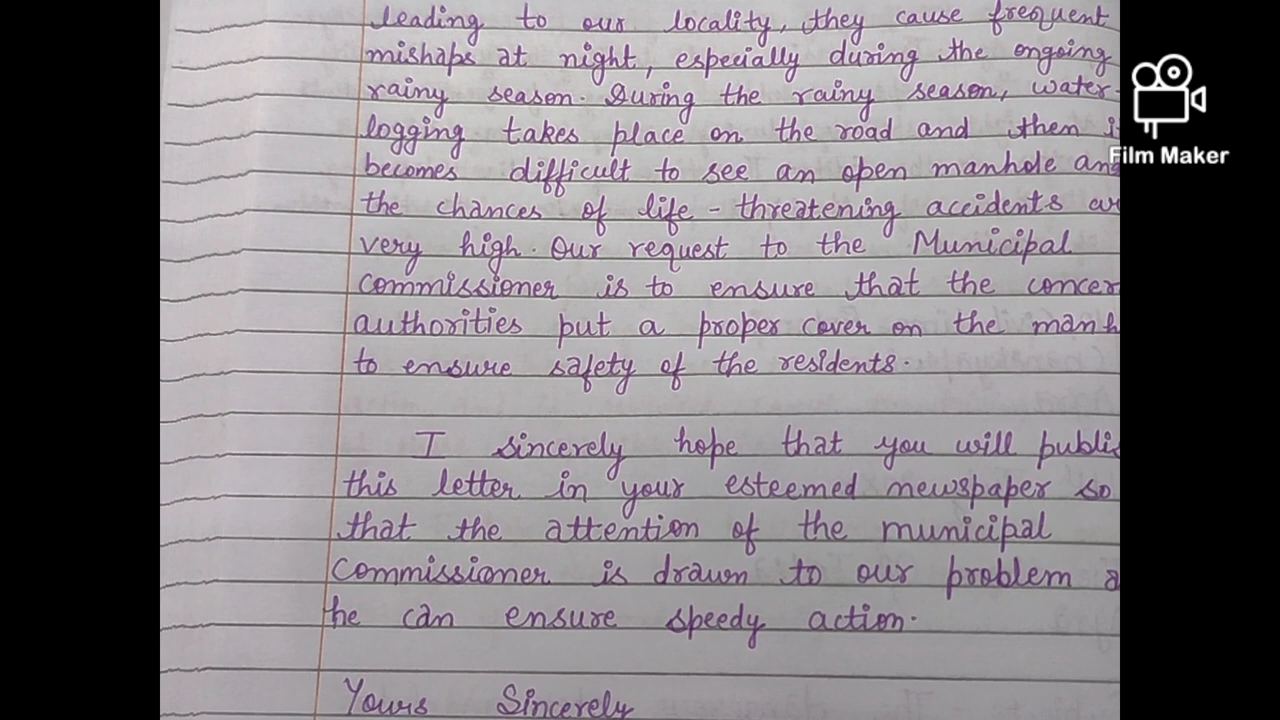 leading to our locality, they cause frequent
mishaps at night, especially during the ongoing
rainy season. During the rainy season, water-
logging takes place on the road and then
becomes difficult to see an open manhole
the chances of life - threatening accidents
very high. Our request to the Municipal
commissioner is to ensure that the
authorities put a proper cover on the
to ensure safety of the residents.
I sincerely hope that you will
this letter in your esteemed newspaper so
that the attention of the municipal
commissioner is drawn to our problem
he can ensure speedy action.
Yours Sincerely
Film Maker